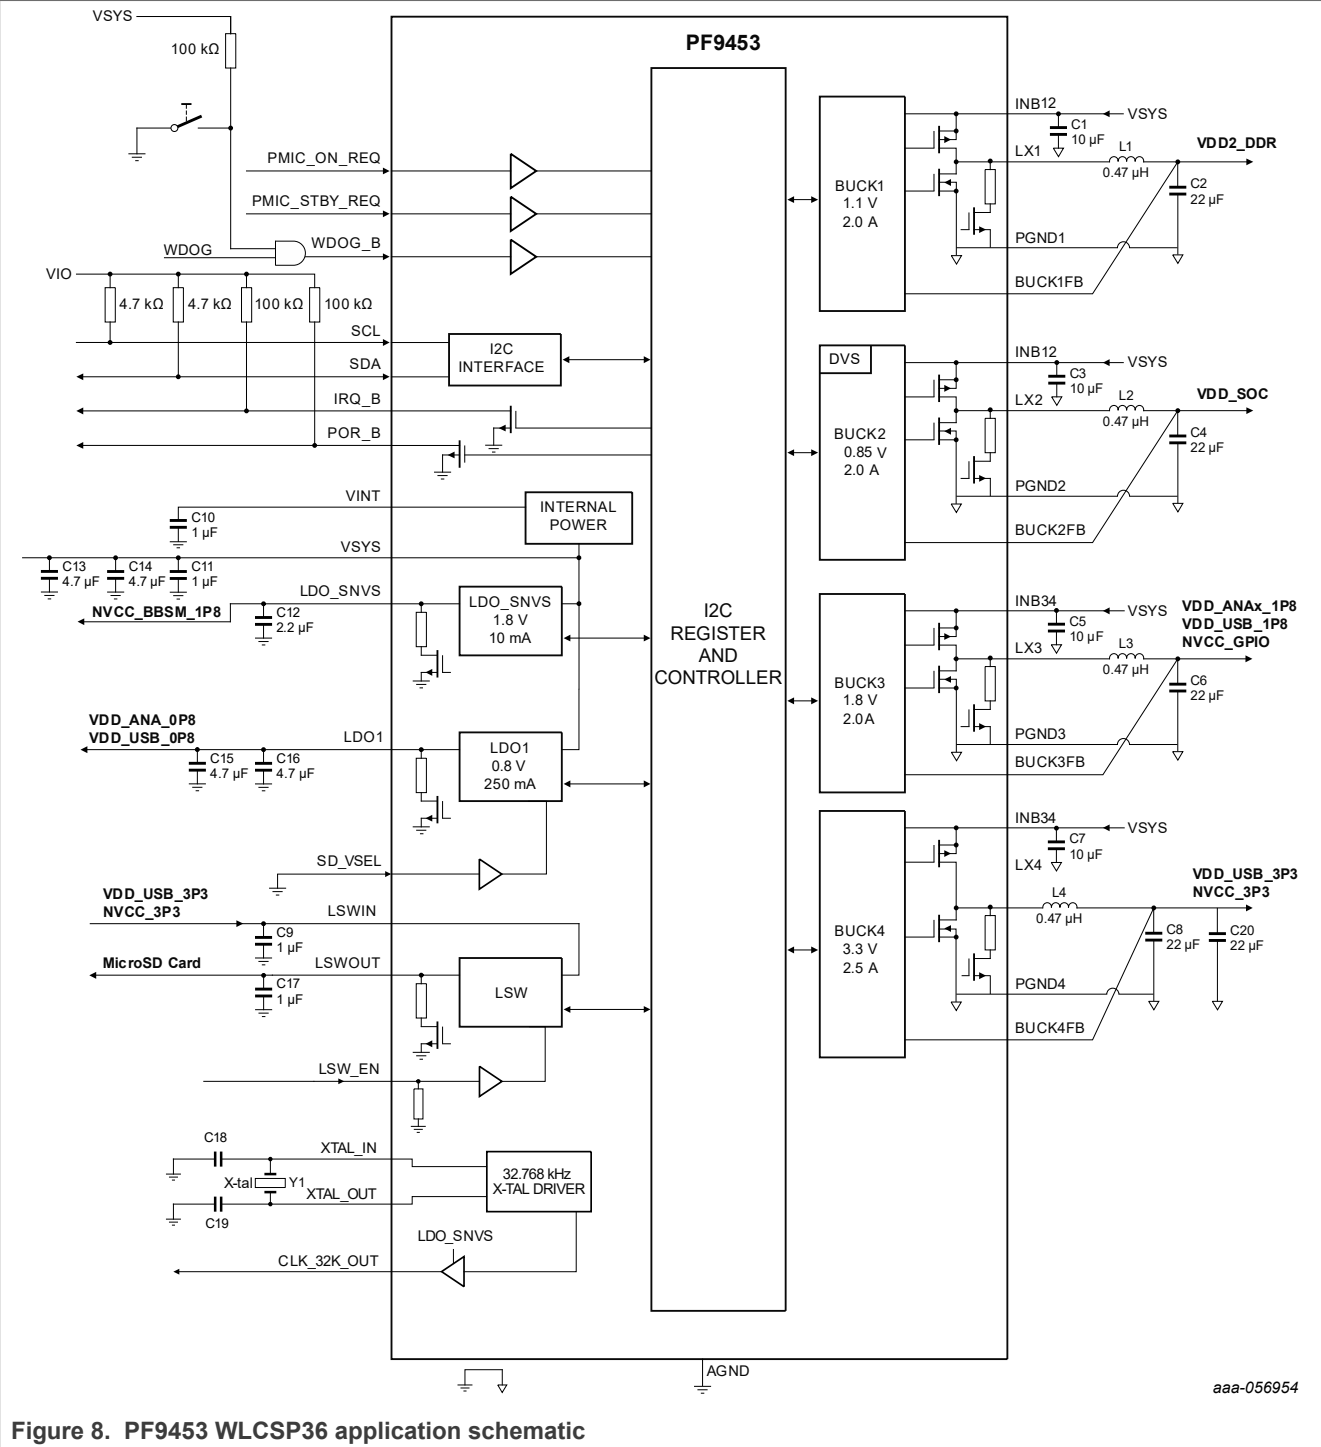 VSYS
100 kΩ
PF9453
PMIC_ON_REQ
PMIC_STBY_REQ
WDOG
WDOG_B
VIO
4.7 kΩ
4.7 kΩ
100 kΩ
100 kΩ
SCL
SDA
I2C
INTERFACE
IRQ_B
POR_B
VINT
INTERNAL
POWER
C10
1 µF
VSYS
C13
4.7 µF
C14
4.7 µF
C11
1 µF
LDO_SNVS
NVCC_BBSM_1P8
C12
2.2 µF
LDO_SNVS
1.8 V
10 mA
VDD_ANA_0P8
VDD_USB_0P8
LDO1
C15
4.7 µF
C16
4.7 µF
LDO1
0.8 V
250 mA
SD_VSEL
VDD_USB_3P3
NVCC_3P3
LSWIN
C9
1 µF
MicroSD Card
LSWOUT
C17
1 µF
LSW
LSW_EN
C18
XTAL_IN
X-tal
Y1
XTAL_OUT
C19
32.768 kHz
X-TAL DRIVER
LDO_SNVS
CLK_32K_OUT
I2C
REGISTER
AND
CONTROLLER
BUCK1
1.1 V
2.0 A
INB12
VSYS
C1
10 µF
LX1
L1
0.47 µH
VDD2_DDR
C2
22 µF
PGND1
BUCK1FB
DVS
BUCK2
0.85 V
2.0 A
INB12
VSYS
C3
10 µF
LX2
L2
0.47 µH
VDD_SOC
C4
22 µF
PGND2
BUCK2FB
BUCK3
1.8 V
2.0A
INB34
VSYS
C5
10 µF
LX3
L3
0.47 µH
VDD_ANAx_1P8
VDD_USB_1P8
NVCC_GPIO
C6
22 µF
PGND3
BUCK3FB
BUCK4
3.3 V
2.5 A
INB34
VSYS
C7
10 µF
LX4
L4
0.47 µH
VDD_USB_3P3
NVCC_3P3
C8
22 µF
C20
22 µF
PGND4
BUCK4FB
AGND
aaa-056954
Figure 8. PF9453 WLCSP36 application schematic